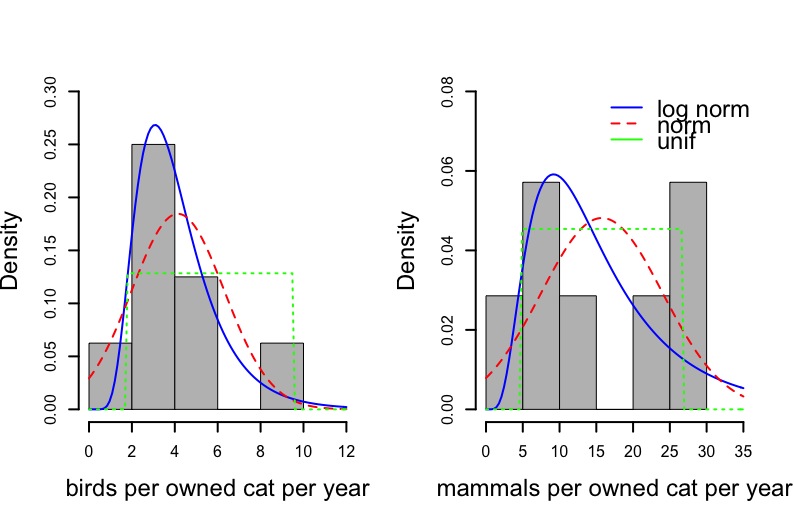 Density
0.00 0.05 0.10 0.15 0.20 0.25 0.30
0 2 4 6 8 10 12
birds per owned cat per year
Density
0.00 0.02 0.04 0.06 0.08
0 5 10 15 20 25 30 35
mammals per owned cat per year
log norm
norm
unif